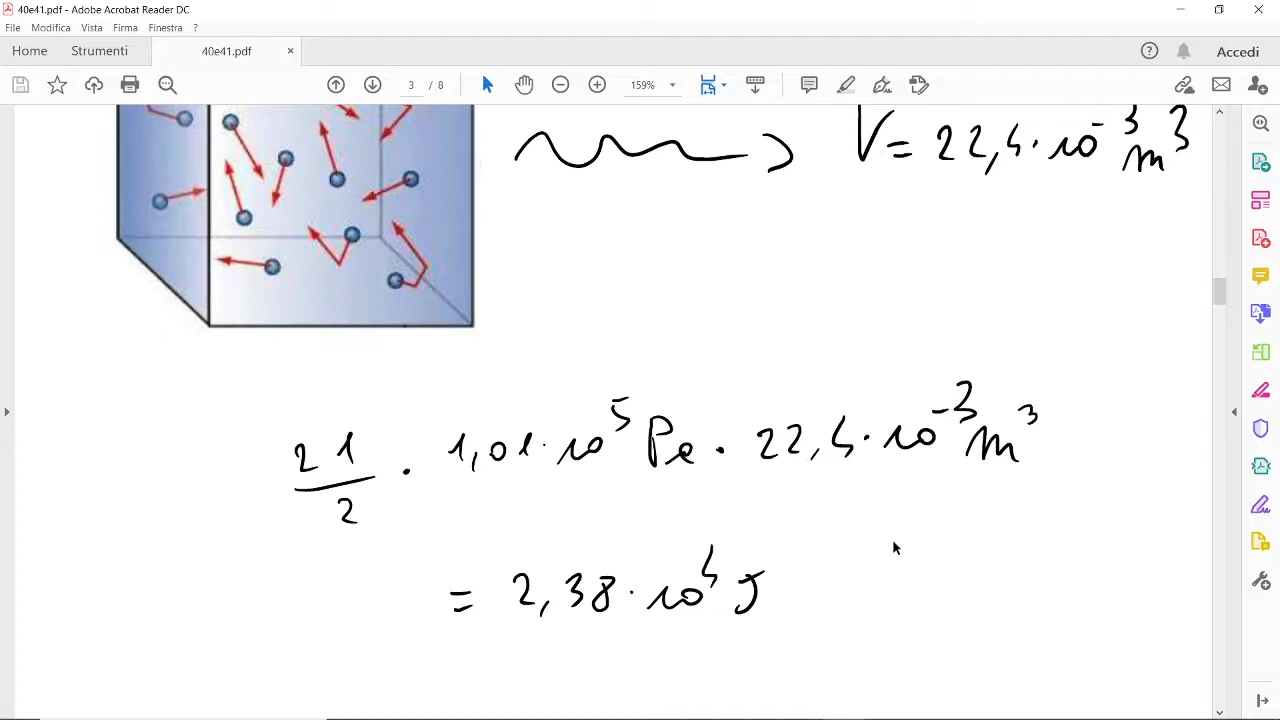 40e41.pdf - Adobe Acrobat Reader DC
File Modifica Vista Firma Finestra ?
Home Strumenti 40e41.pdf × Accedi
3 / 8 159%
V = 22,4 · 10⁻³ m³
21/2 · 1,01 · 10⁵ Pa · 22,4 · 10⁻³ m³
= 2,38 · 10⁴ J